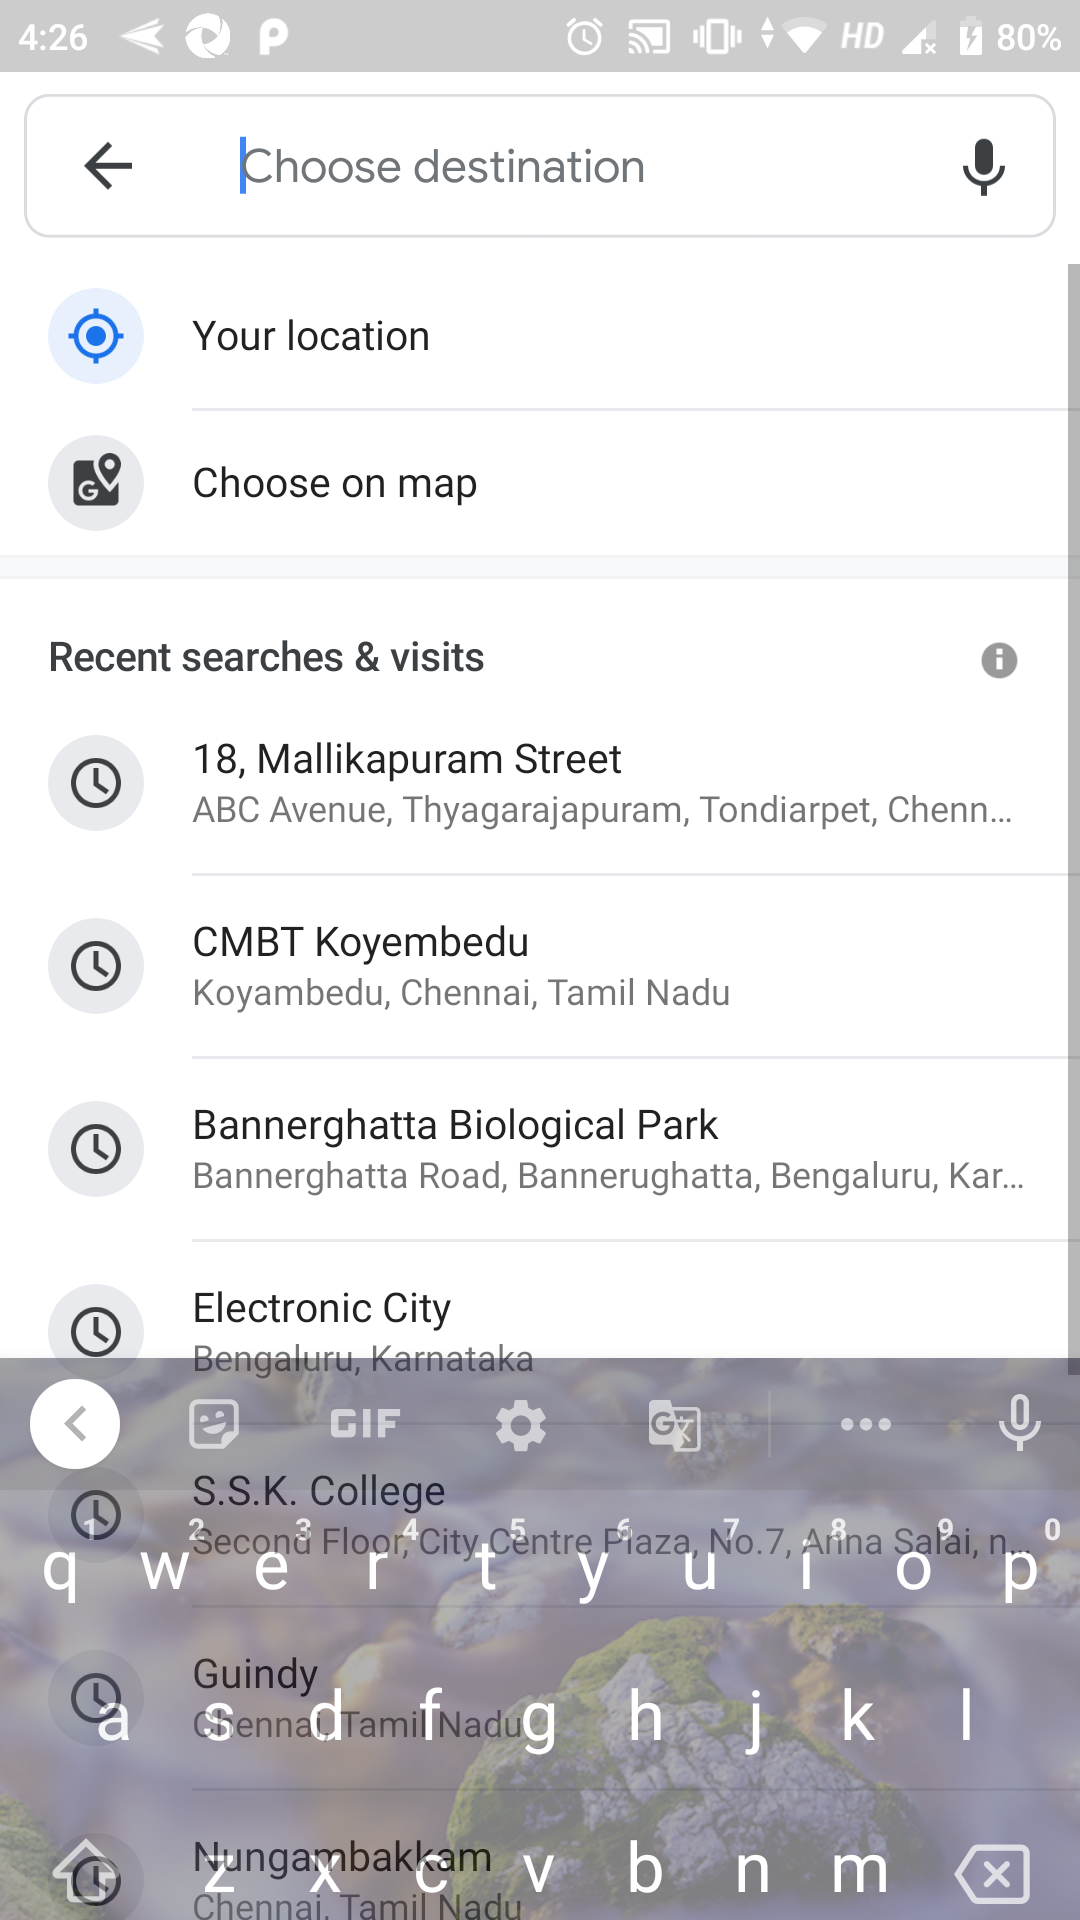 4:26 HD 80%
Choose destination
Your location
Choose on map
Recent searches & visits
18, Mallikapuram Street
ABC Avenue, Thyagarajapuram, Tondiarpet, Chenn...
CMBT Koyembedu
Koyambedu, Chennai, Tamil Nadu
Bannerghatta Biological Park
Bannerghatta Road, Bannerughatta, Bengaluru, Kar...
Electronic City
Bengaluru, Karnataka
GIF
S.S.K. College
1 2 3 4 5 6 7 8 9 0
Second Floor, City Centre Plaza, No.7, Anna Salai, n...
q w e r t y u i o p
Guindy
Chennai, Tamil Nadu
a s d f g h j k l
Nungambakkam
z x c v b n m
Chennai, Tamil Nadu